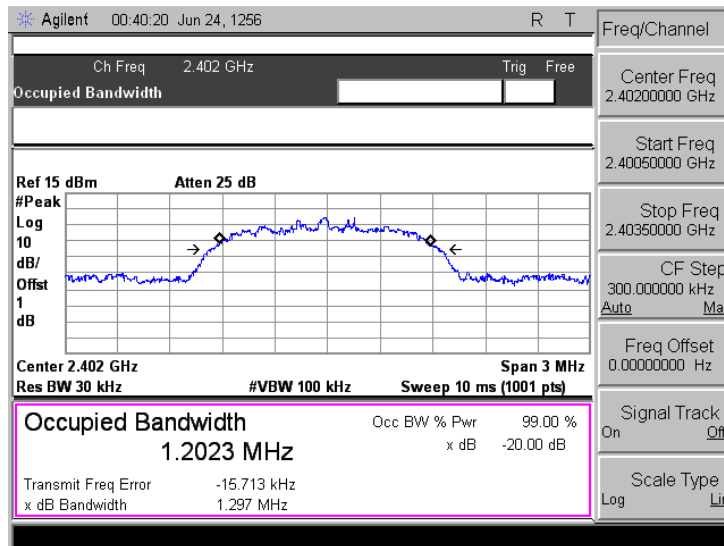 Agilent 00:40:20 Jun 24, 1256 R T
Ch Freq 2.402 GHz Trig Free
Occupied Bandwidth
Ref 15 dBm Atten 25 dB
#Peak
Log
10
dB/
Offst
1
dB
Center 2.402 GHz Span 3 MHz
Res BW 30 kHz #VBW 100 kHz Sweep 10 ms (1001 pts)
Occupied Bandwidth
1.2023 MHz
Occ BW % Pwr 99.00 %
x dB -20.00 dB
Transmit Freq Error -15.713 kHz
x dB Bandwidth 1.297 MHz
Freq/Channel
Center Freq
2.40200000 GHz
Start Freq
2.40050000 GHz
Stop Freq
2.40350000 GHz
CF Step
300.000000 kHz
Auto Ma
Freq Offset
0.00000000 Hz
Signal Track
On Off
Scale Type
Log Lin